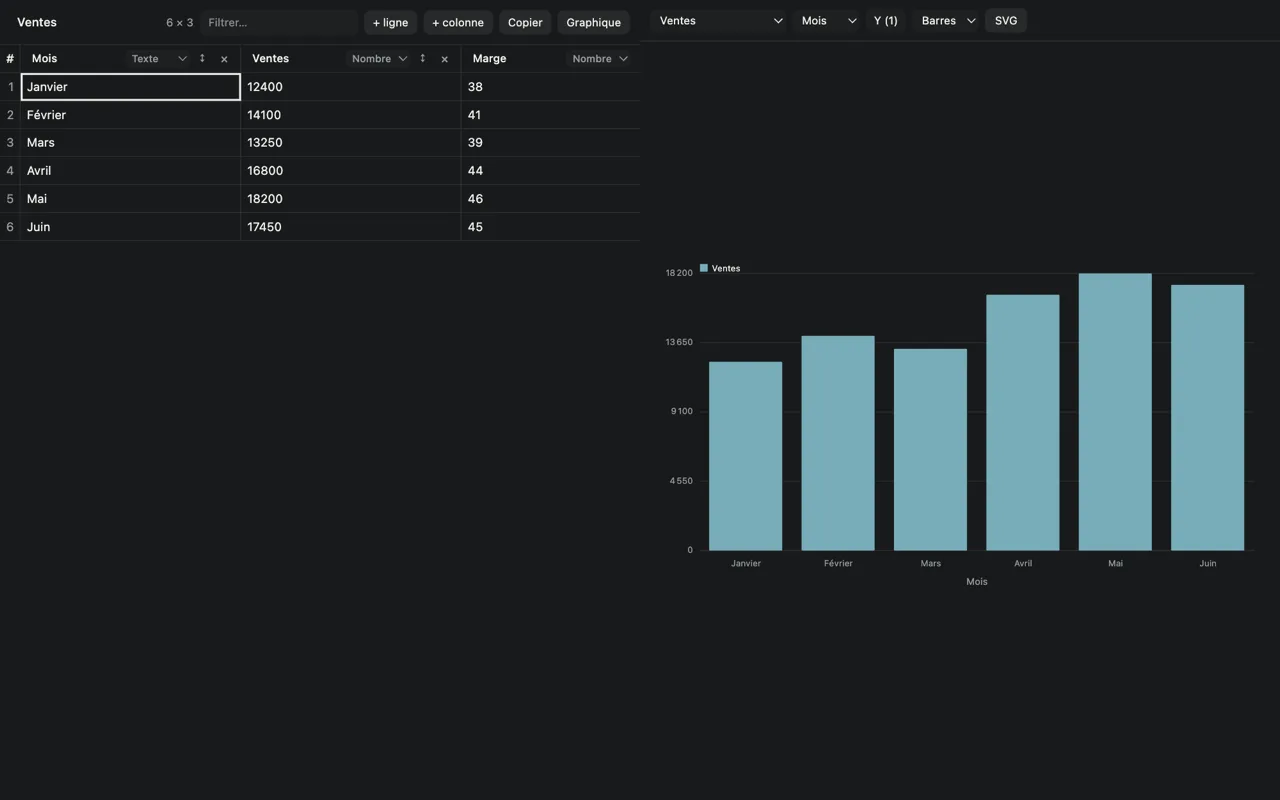 Ventes 6 × 3 Filtrer... + ligne + colonne Copier Graphique
# Mois Texte Ventes Nombre Marge Nombre
1 Janvier 12400 38
2 Février 14100 41
3 Mars 13250 39
4 Avril 16800 44
5 Mai 18200 46
6 Juin 17450 45
Ventes Mois Y (1) Barres SVG
Ventes
18 200
13 650
9 100
4 550
0
Janvier Février Mars Avril Mai Juin
Mois